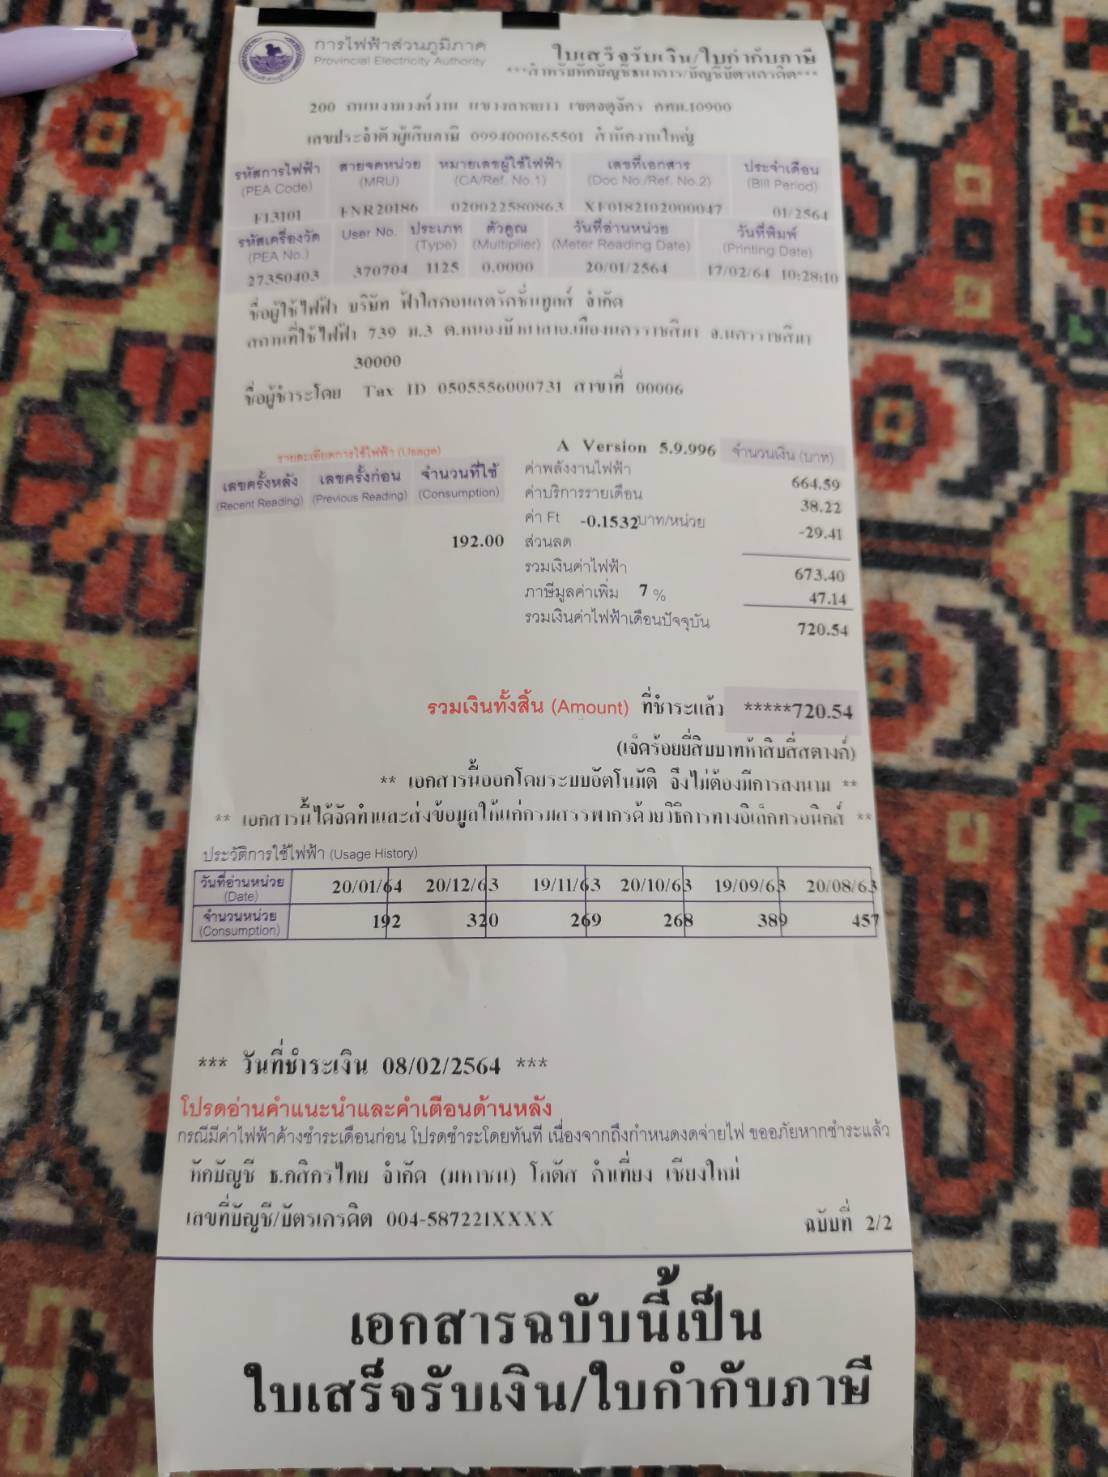 การไฟฟ้าส่วนภูมิภาค
Provincial Electricity Authority
ใบเสร็จรับเงิน/ใบกำกับภาษี
***สำหรับหักบัญชีธนาคาร/บัญชีบัตรเครดิต***
200 ถนนงามวงศ์วาน แขวงลาดยาว เขตจตุจักร กทม.10900
เลขประจำตัวผู้เสียภาษี 0994000165501 สำนักงานใหญ่
รหัสการไฟฟ้า สายจดหน่วย หมายเลขผู้ใช้ไฟฟ้า เลขที่เอกสาร ประจำเดือน
(PEA Code) (MRU) (CA/Ref. No.1) (Doc No./Ref. No.2) (Bill Period)
F13101 FNR20186 020022580863 XF0182102000047 01/2564
รหัสเครื่องวัด User No. ประเภท ตัวคูณ วันที่อ่านหน่วย วันที่พิมพ์
(PEA No.) (Type) (Multiplier) (Meter Reading Date) (Printing Date)
27350403 370704 1125 0.0000 20/01/2564 17/02/64 10:28:10
ชื่อผู้ใช้ไฟฟ้า บริษัท ฟ้าใสคอนสตรัคชั่นทูลส์ จำกัด
สถานที่ใช้ไฟฟ้า 739 ม.3 ต.หนองบัวศาลาอ.เมืองนครราชสีมา จ.นครราชสีมา
30000
ชื่อผู้ชำระโดย Tax ID 0505556000731 สาขาที่ 00006
รายละเอียดการใช้ไฟฟ้า (Usage) A Version 5.9.996 จำนวนเงิน (บาท)
เลขครั้งหลัง เลขครั้งก่อน จำนวนที่ใช้
(Recent Reading) (Previous Reading) (Consumption)
ค่าพลังงานไฟฟ้า 664.59
ค่าบริการรายเดือน 38.22
ค่า Ft -0.1532บาท/หน่วย -29.41
192.00 ส่วนลด
รวมเงินค่าไฟฟ้า 673.40
ภาษีมูลค่าเพิ่ม 7 % 47.14
รวมเงินค่าไฟฟ้าเดือนปัจจุบัน 720.54
รวมเงินทั้งสิ้น (Amount) ที่ชำระแล้ว *****720.54
(เจ็ดร้อยยี่สิบบาทห้าสิบสี่สตางค์)
** เอกสารนี้ออกโดยระบบอัตโนมัติ จึงไม่ต้องมีการลงนาม **
** เอกสารนี้ได้จัดทำและส่งข้อมูลให้แก่กรมสรรพากรด้วยวิธีการทางอิเล็กทรอนิกส์ **
ประวัติการใช้ไฟฟ้า (Usage History)
วันที่อ่านหน่วย (Date) 20/01/64 20/12/63 19/11/63 20/10/63 19/09/63 20/08/63
จำนวนหน่วย (Consumption) 192 320 269 268 389 457
*** วันที่ชำระเงิน 08/02/2564 ***
โปรดอ่านคำแนะนำและคำเตือนด้านหลัง
กรณีมีค่าไฟฟ้าค้างชำระเดือนก่อน โปรดชำระโดยทันที เนื่องจากถึงกำหนดงดจ่ายไฟ ขออภัยหากชำระแล้ว
หักบัญชี ธ.กสิกรไทย จำกัด (มหาชน) โลตัส คำเที่ยง เชียงใหม่
เลขที่บัญชี/บัตรเครดิต 004-587221XXXX
ฉบับที่ 2/2
เอกสารฉบับนี้เป็น
ใบเสร็จรับเงิน/ใบกำกับภาษี